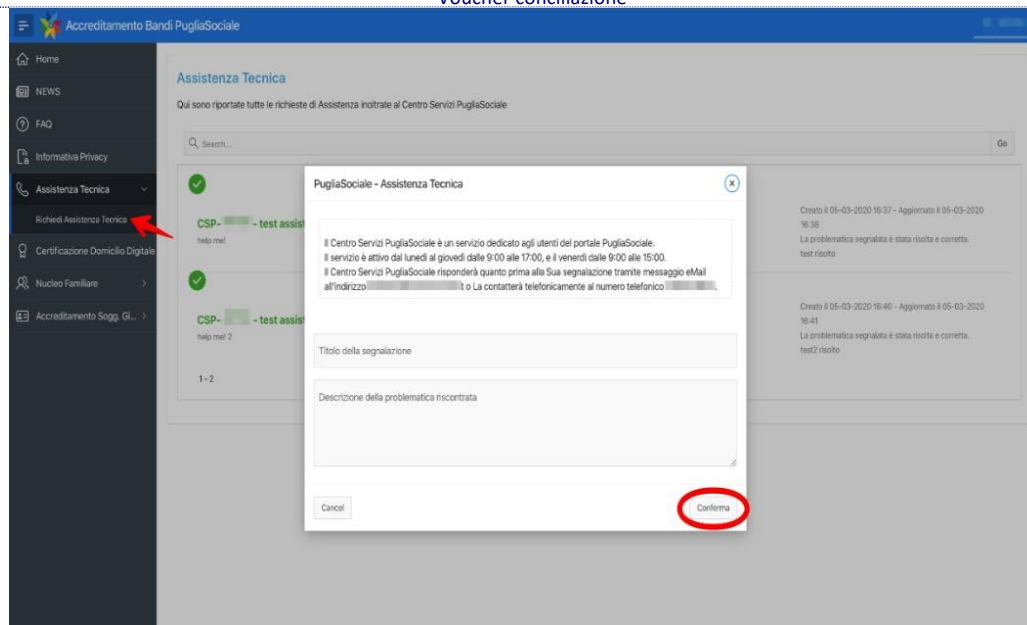 Voucher conciliazione
Accreditamento Bandi PugliaSociale
Home
NEWS
FAQ
Informativa Privacy
Assistenza Tecnica
Richiedi Assistenza Tecnica
Certificazione Domicilio Digitale
Nucleo Familiare
Accreditamento Sogg. Gi...
Assistenza Tecnica
Qui sono riportate tutte le richieste di Assistenza inoltrate al Centro Servizi PugliaSociale
Search...
Go
CSP- - test assist
help me!
Creato il 05-03-2020 16:37 - Aggiornato il 05-03-2020
16:38
La problematica segnalata è stata risolta e corretta.
test risolto
CSP- - test assist
help me! 2
Creato il 05-03-2020 16:40 - Aggiornato il 05-03-2020
16:41
La problematica segnalata è stata risolta e corretta.
test2 risolto
1 - 2
PugliaSociale - Assistenza Tecnica
Il Centro Servizi PugliaSociale è un servizio dedicato agli utenti del portale PugliaSociale.
Il servizio è attivo dal lunedì al giovedì dalle 9:00 alle 17:00, e il venerdì dalle 9:00 alle 15:00.
Il Centro Servizi PugliaSociale risponderà quanto prima alla Sua segnalazione tramite messaggio eMail
all'indirizzo t o La contatterà telefonicamente al numero telefonico .
Titolo della segnalazione
Descrizione della problematica riscontrata
Cancel
Conferma